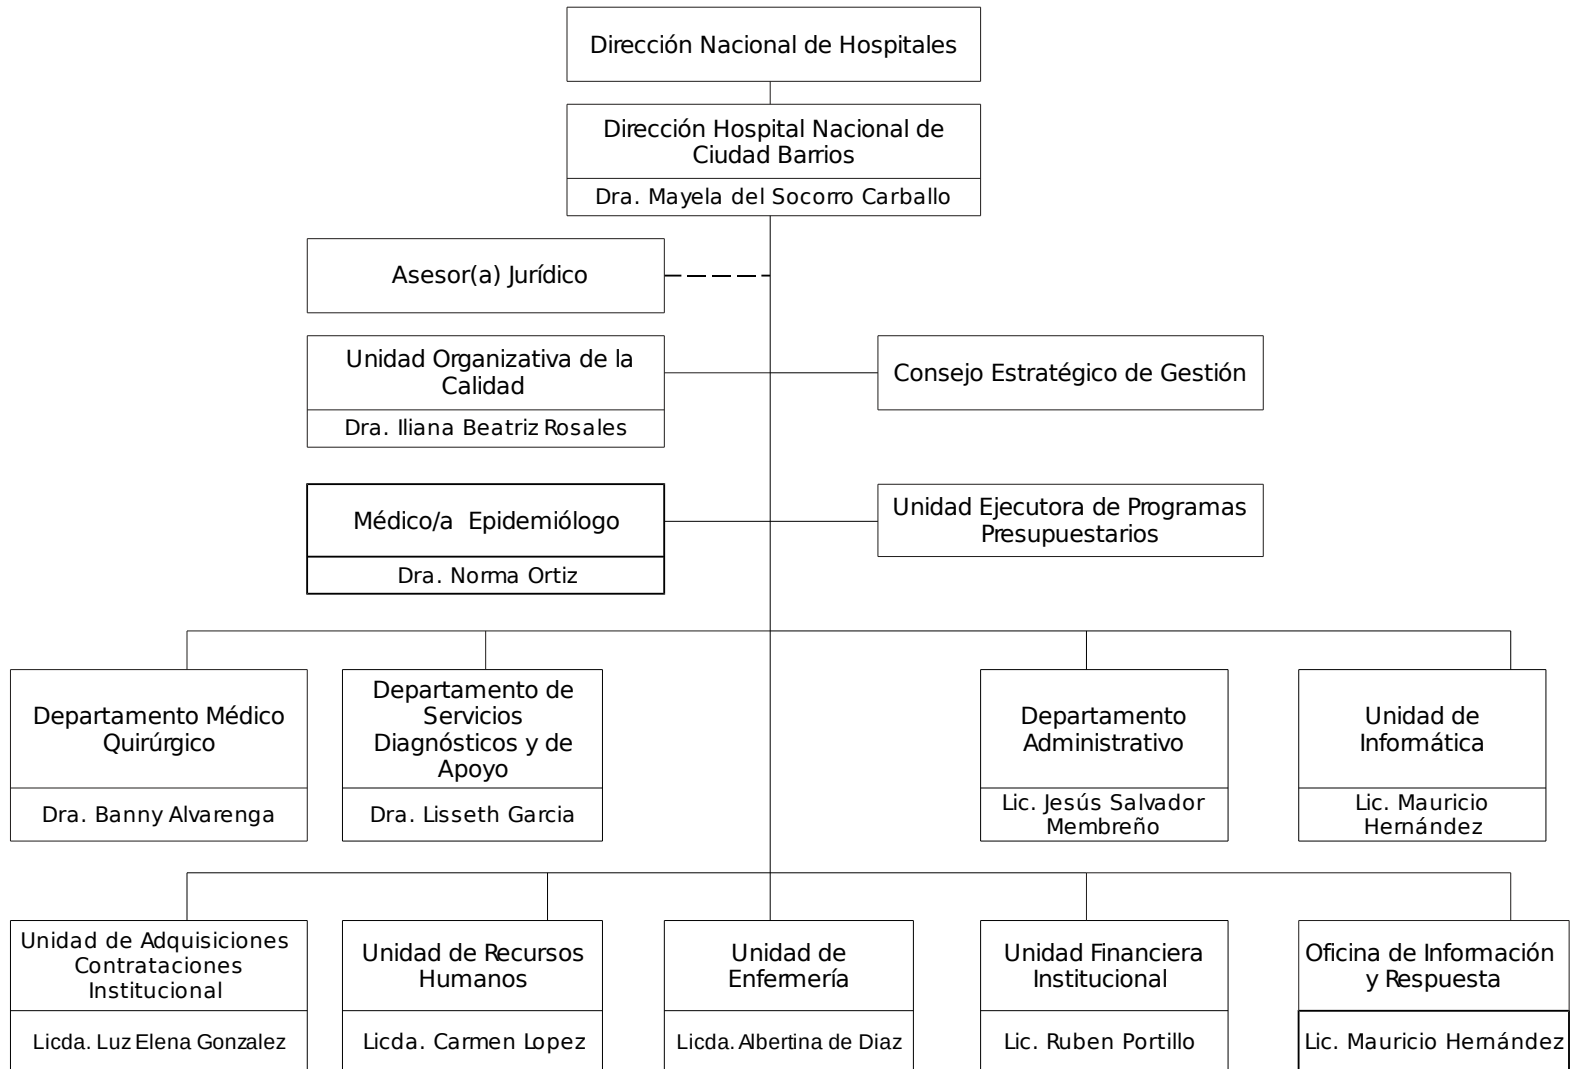 Dirección Nacional de Hospitales
Dirección Hospital Nacional de
Ciudad Barrios
Dra. Mayela del Socorro Carballo
Asesor(a) Jurídico
Unidad Organizativa de la
Calidad
Dra. Iliana Beatriz Rosales
Consejo Estratégico de Gestión
Médico/a Epidemiólogo
Dra. Norma Ortiz
Unidad Ejecutora de Programas
Presupuestarios
Departamento Médico
Quirúrgico
Dra. Banny Alvarenga
Departamento de
Servicios
Diagnósticos y de
Apoyo
Dra. Lisseth Garcia
Departamento
Administrativo
Lic. Jesús Salvador
Membreño
Unidad de
Informática
Lic. Mauricio
Hernández
Unidad de Adquisiciones
Contrataciones
Institucional
Licda. Luz Elena Gonzalez
Unidad de Recursos
Humanos
Licda. Carmen Lopez
Unidad de
Enfermería
Licda. Albertina de Diaz
Unidad Financiera
Institucional
Lic. Ruben Portillo
Oficina de Información
y Respuesta
Lic. Mauricio Hernández